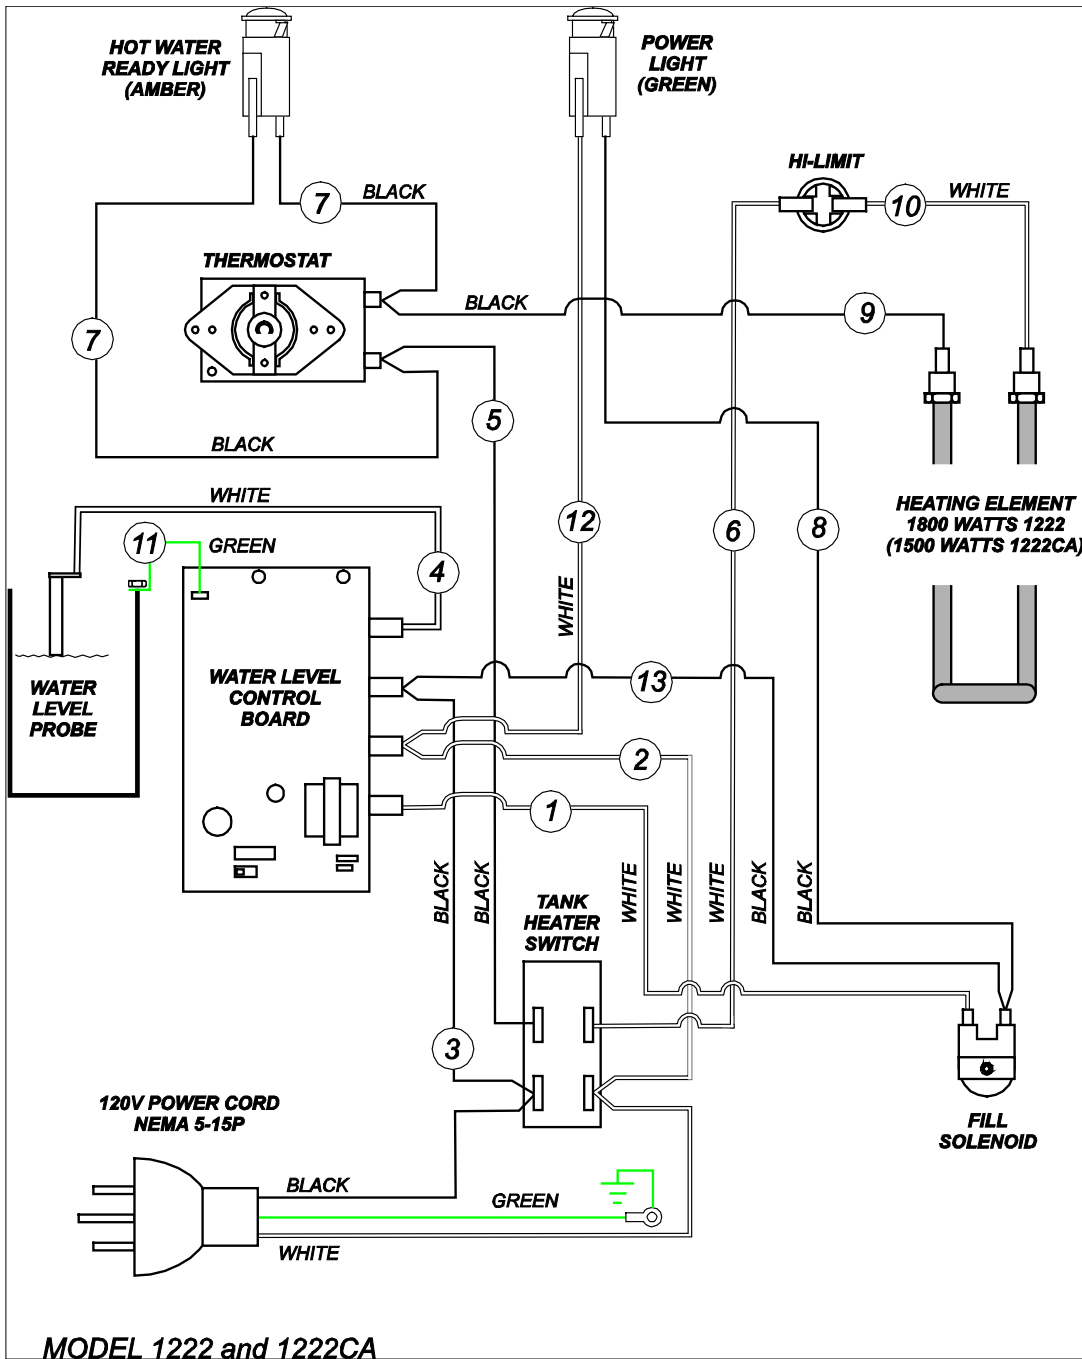 HOT WATER
READY LIGHT
(AMBER)
POWER
LIGHT
(GREEN)
HI-LIMIT
7
BLACK
10
WHITE
THERMOSTAT
BLACK
9
7
5
BLACK
WHITE
HEATING ELEMENT
1800 WATTS 1222
(1500 WATTS 1222CA)
12
6
8
11
GREEN
4
WHITE
WATER LEVEL
CONTROL
BOARD
WATER
LEVEL
PROBE
13
2
1
BLACK
BLACK
WHITE
WHITE
WHITE
BLACK
BLACK
TANK
HEATER
SWITCH
3
120V POWER CORD
NEMA 5-15P
FILL
SOLENOID
BLACK
GREEN
WHITE
MODEL 1222 and 1222CA